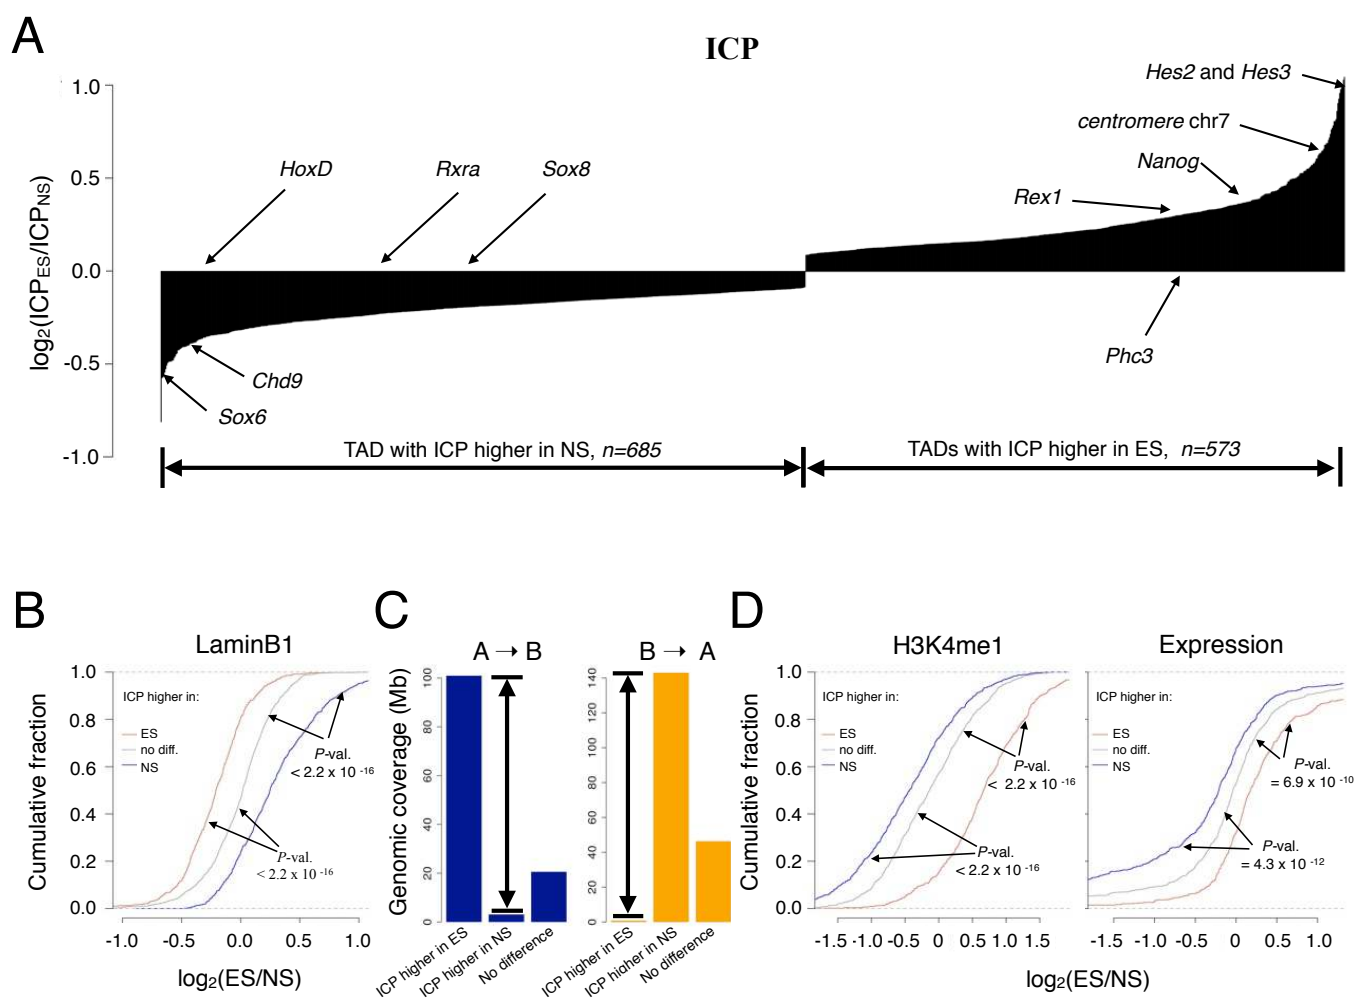 A
ICP
log2(ICPES/ICPNS)
1.0
0.5
0.0
-0.5
-1.0
HoxD
Rxra
Sox8
Chd9
Sox6
Hes2 and Hes3
centromere chr7
Nanog
Rex1
Phc3
TAD with ICP higher in NS, n=685
TADs with ICP higher in ES, n=573
B
LaminB1
Cumulative fraction
1.0
0.8
0.6
0.4
0.2
0.0
ICP higher in:
ES
no diff.
NS
P-val.
< 2.2 x 10 -16
P-val.
< 2.2 x 10 -16
-1.0 -0.5 0.0 0.5 1.0
log2(ES/NS)
C
A → B
Genomic coverage (Mb)
100
80
60
40
20
0
ICP higher in ES
ICP higher in NS
No difference
B → A
140
120
100
80
60
40
20
0
ICP higher in ES
ICP higher in NS
No difference
D
H3K4me1
Cumulative fraction
1.0
0.8
0.6
0.4
0.2
0.0
ICP higher in:
ES
no diff.
NS
P-val.
< 2.2 x 10 -16
P-val.
< 2.2 x 10 -16
-1.5 -1.0 -0.5 0 0.5 1.0 1.5
Expression
ICP higher in:
ES
no diff.
NS
P-val.
= 6.9 x 10 -10
P-val.
= 4.3 x 10 -12
-1.5 -1.0 -0.5 0 0.5 1.0
log2(ES/NS)